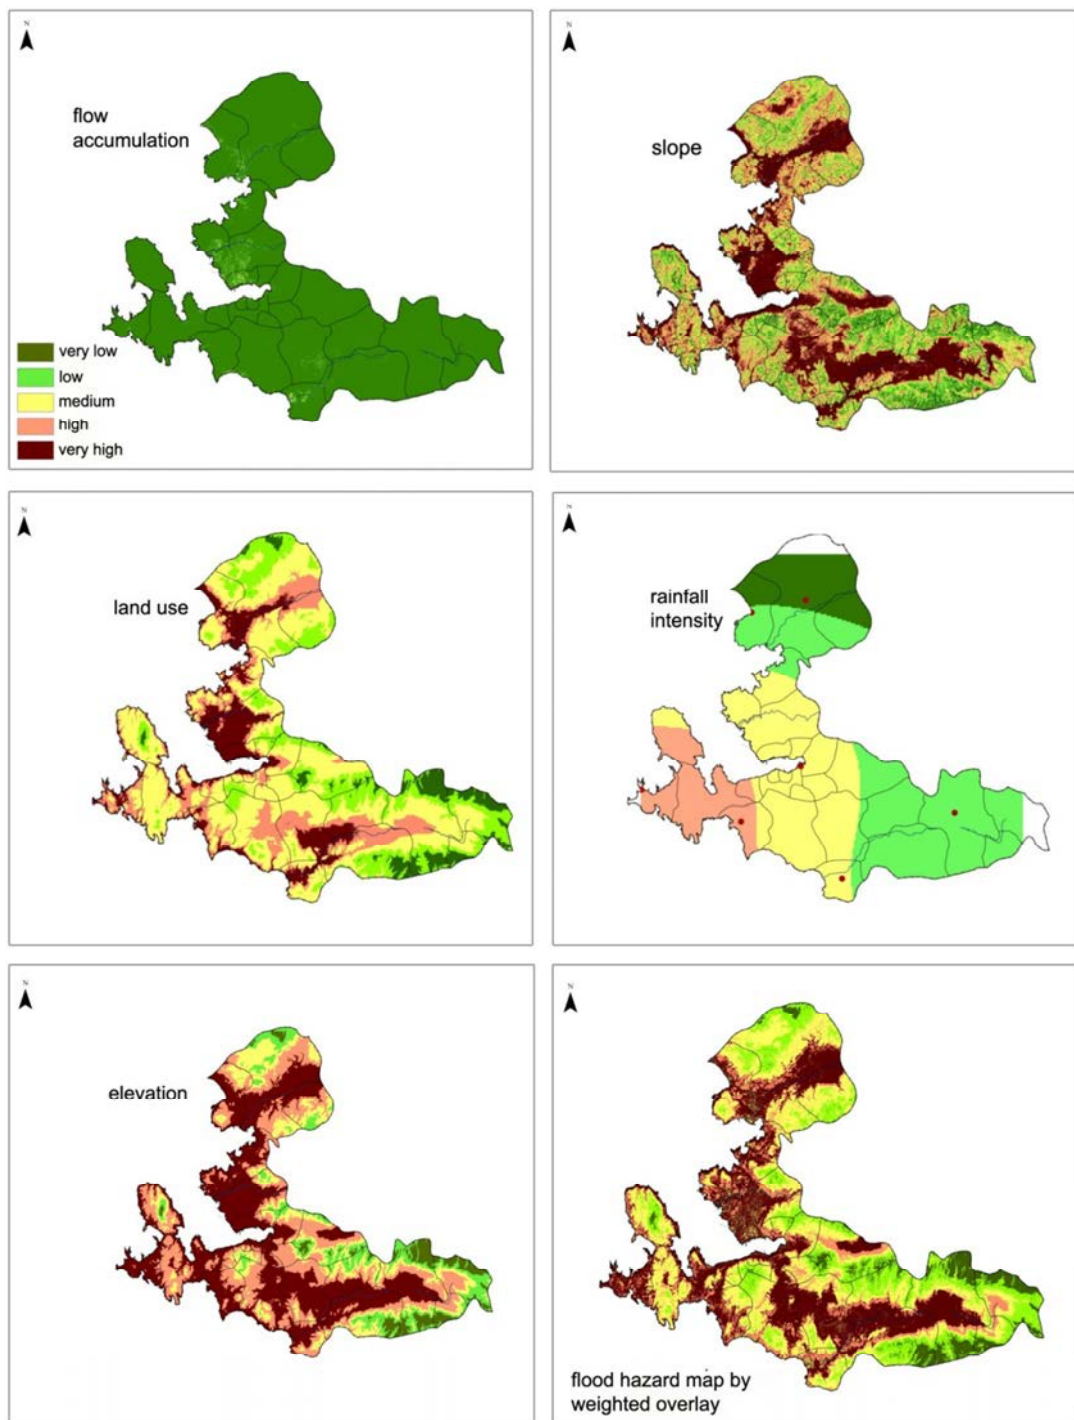 N
N
flow
accumulation
slope
very low
low
medium
high
very high
N
N
land use
rainfall
intensity
N
N
elevation
flood hazard map by
weighted overlay